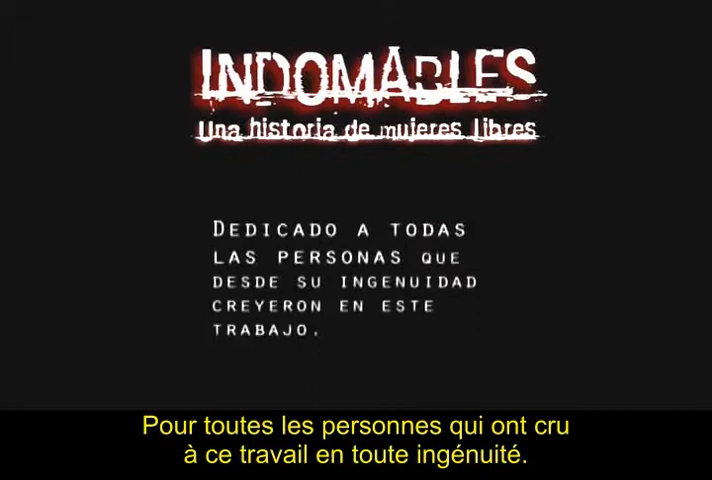 INDOMABLES
Una historia de mujeres libres
DEDICADO A TODAS
LAS PERSONAS QUE
DESDE SU INGENUIDAD
CREYERON EN ESTE
TRABAJO.
Pour toutes les personnes qui ont cru
à ce travail en toute ingénuité.